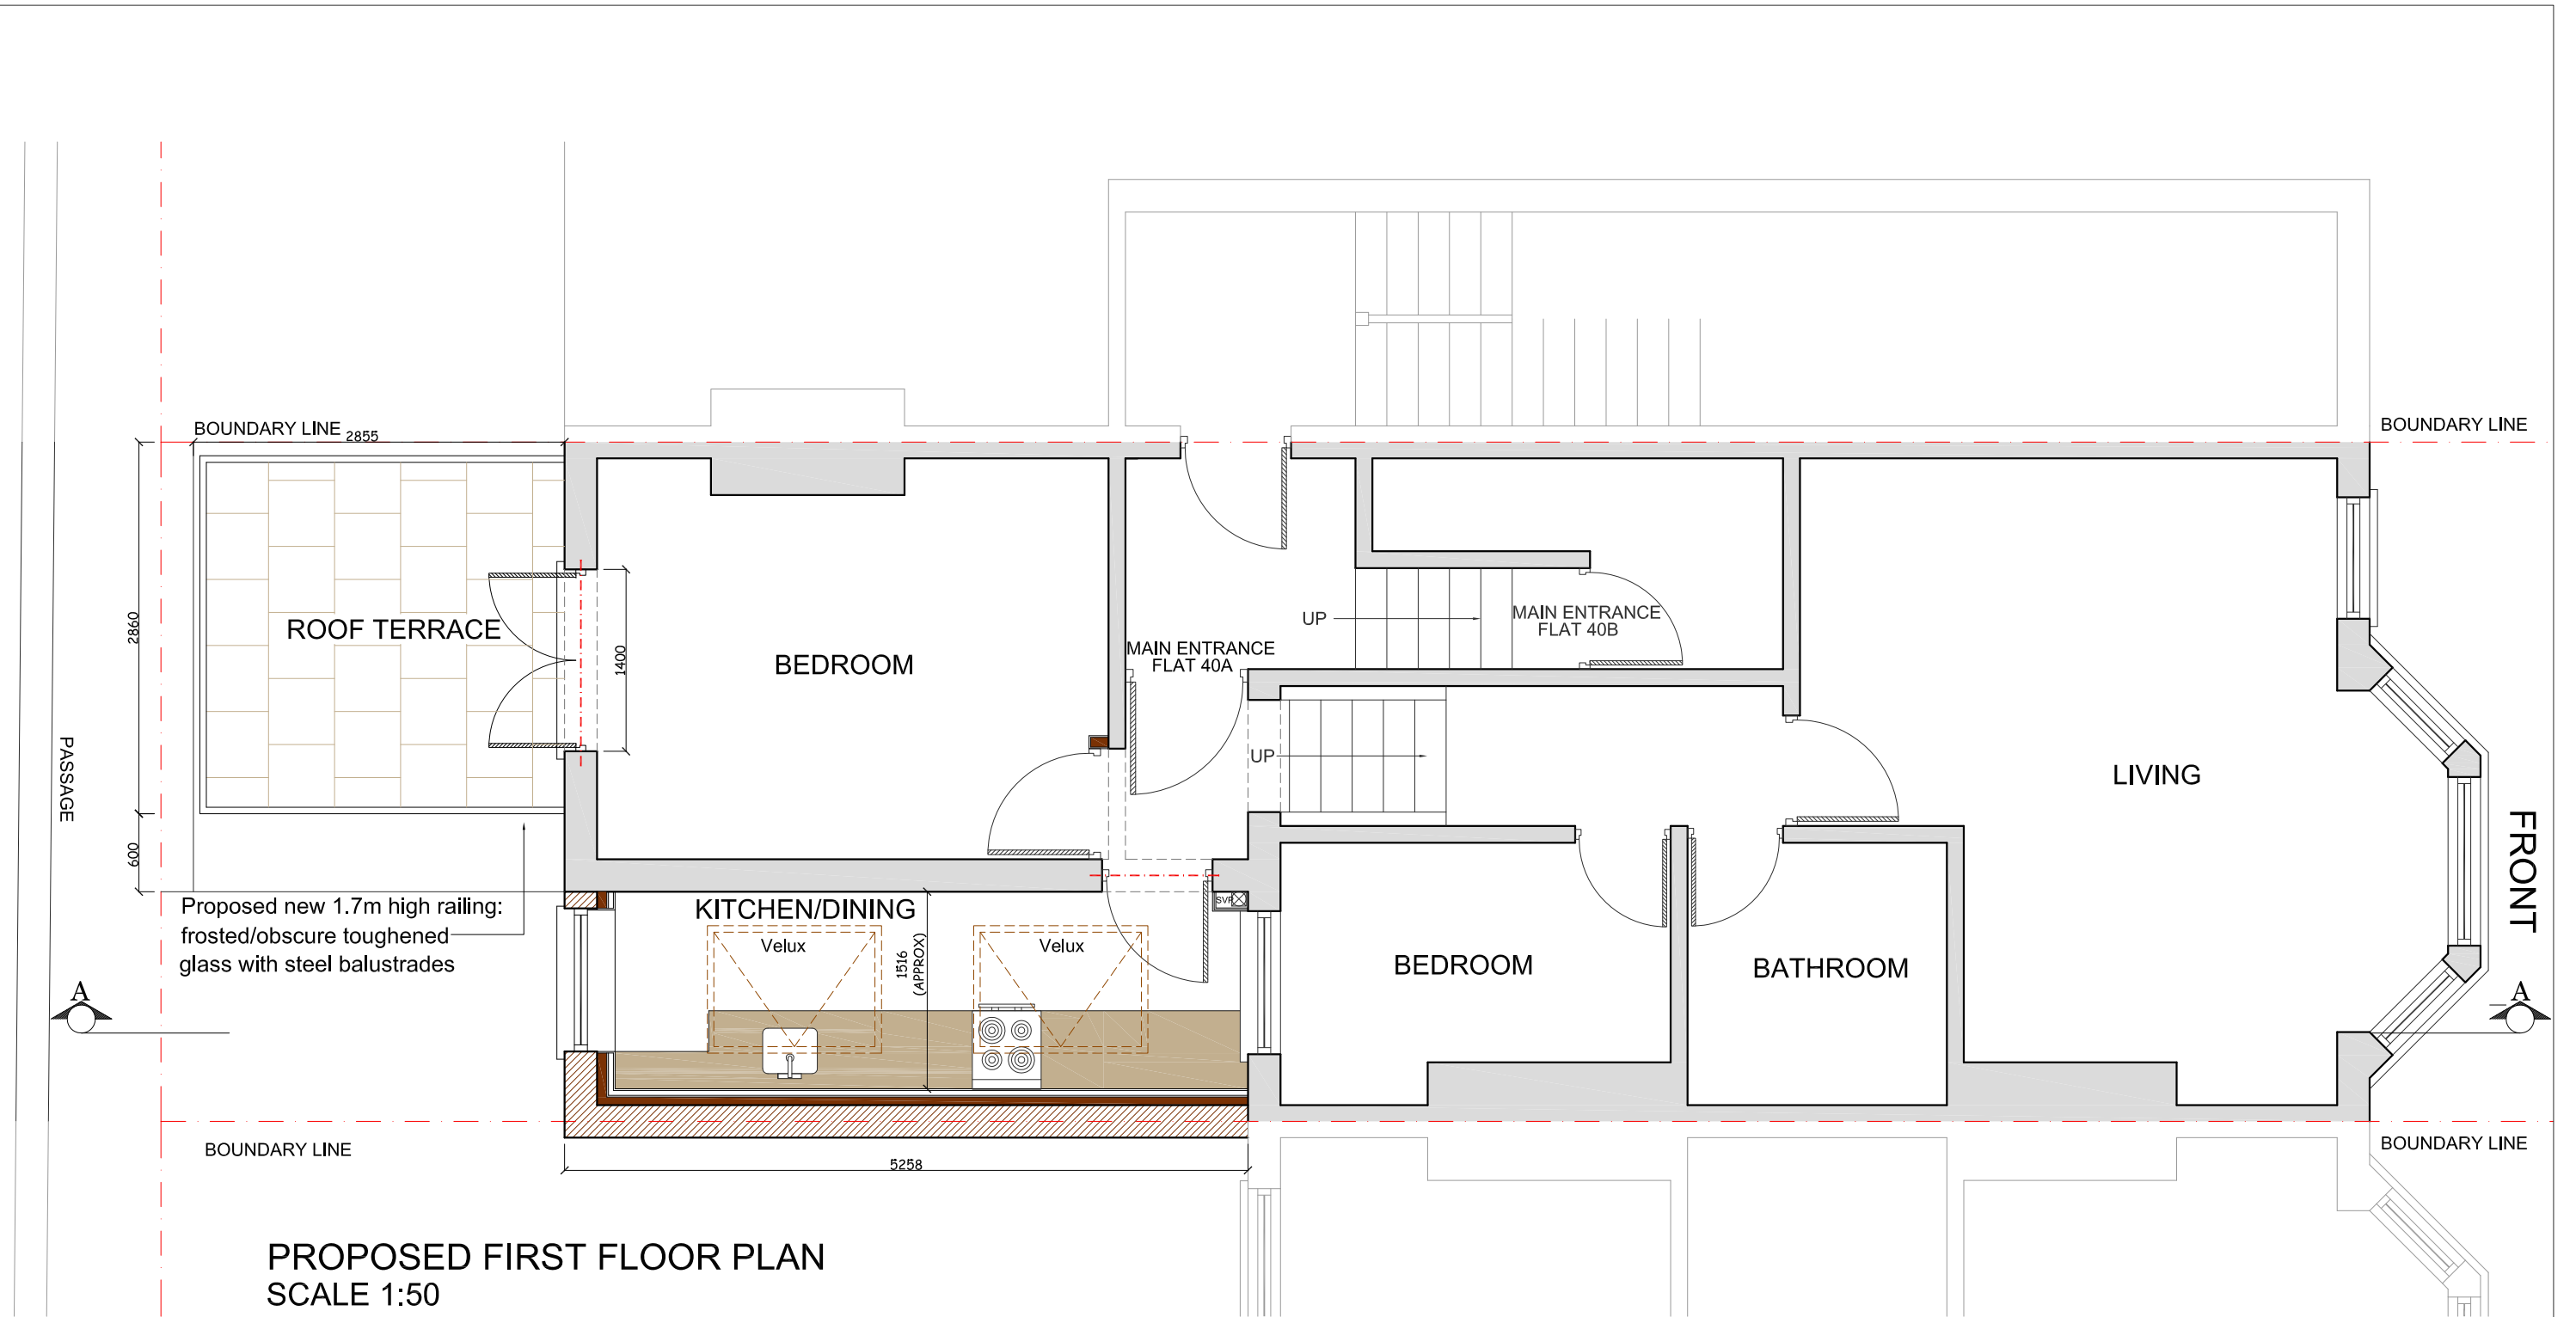 BOUNDARY LINE
2855
BOUNDARY LINE
2860
ROOF TERRACE
1400
BEDROOM
MAIN ENTRANCE
FLAT 40A
UP
MAIN ENTRANCE
FLAT 40B
UP
LIVING
PASSAGE
FRONT
600
Proposed new 1.7m high railing:
frosted/obscure toughened
glass with steel balustrades
KITCHEN/DINING
Velux
1516
(APPROX)
Velux
SVP
BEDROOM
BATHROOM
A
A
BOUNDARY LINE
BOUNDARY LINE
5258
PROPOSED FIRST FLOOR PLAN
SCALE 1:50